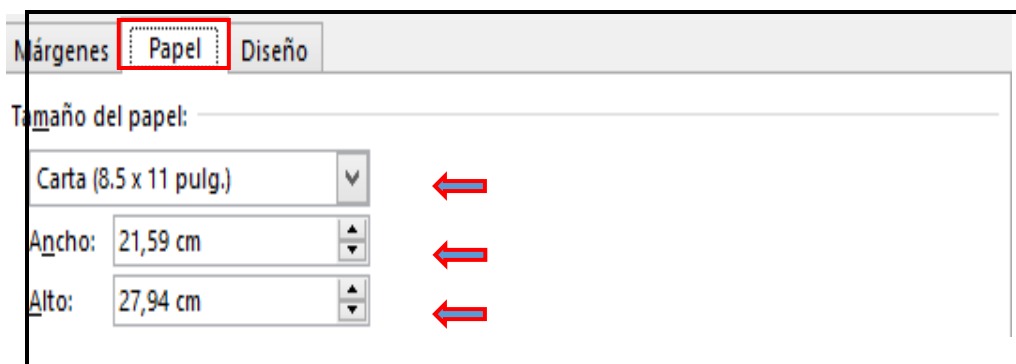 Márgenes Papel Diseño
Tamaño del papel:
Carta (8.5 x 11 pulg.)
Ancho: 21,59 cm
Alto: 27,94 cm